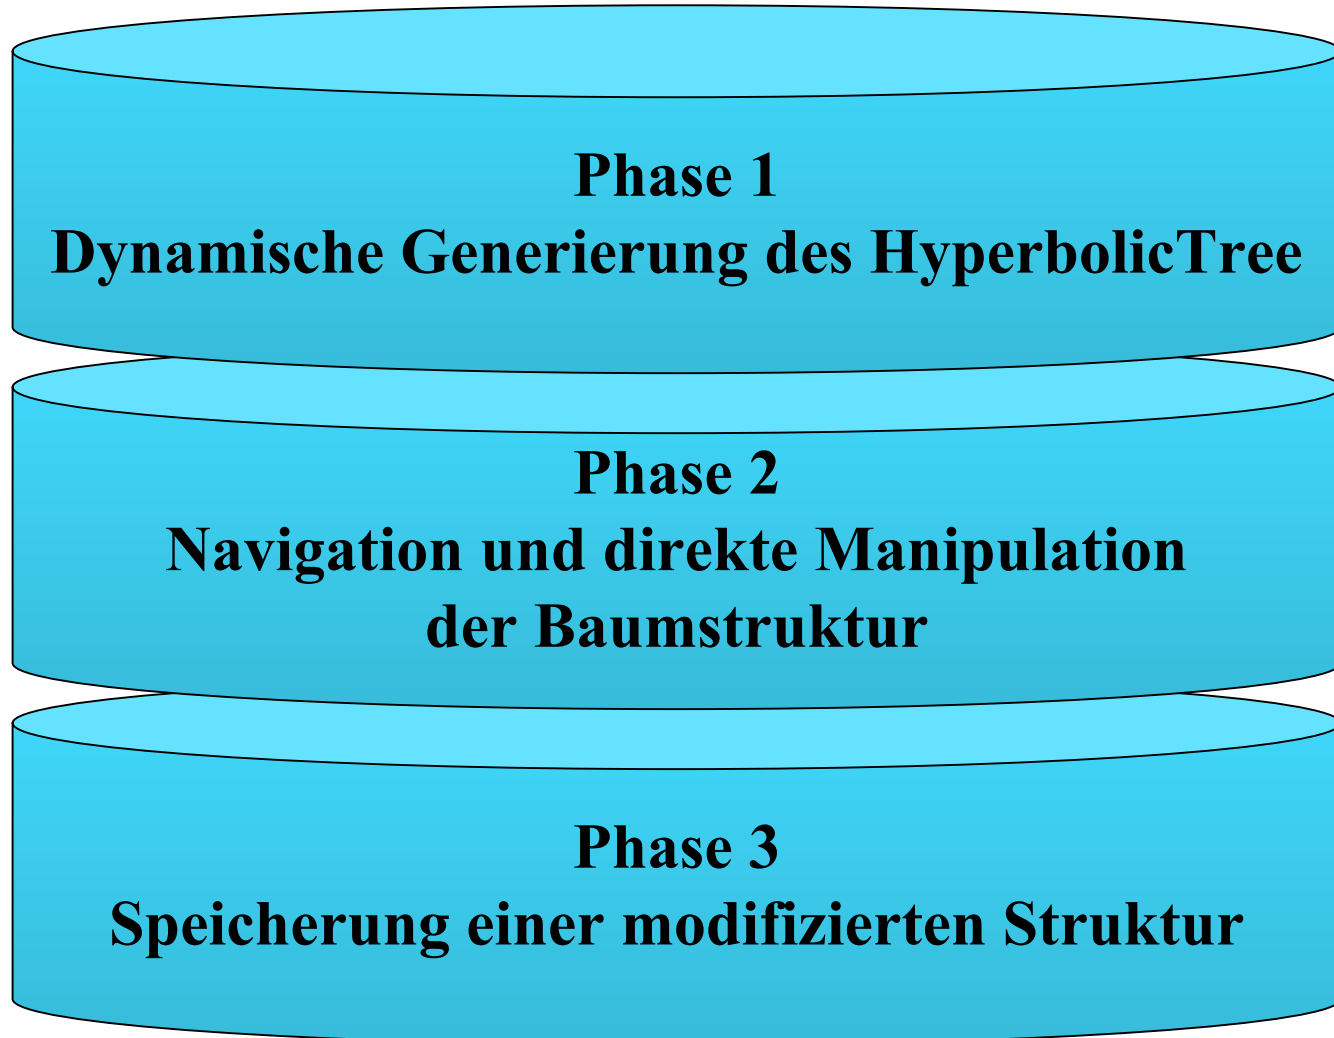 Phase 1
Dynamische Generierung des HyperbolicTree
Phase 2
Navigation und direkte Manipulation
der Baumstruktur
Phase 3
Speicherung einer modifizierten Struktur